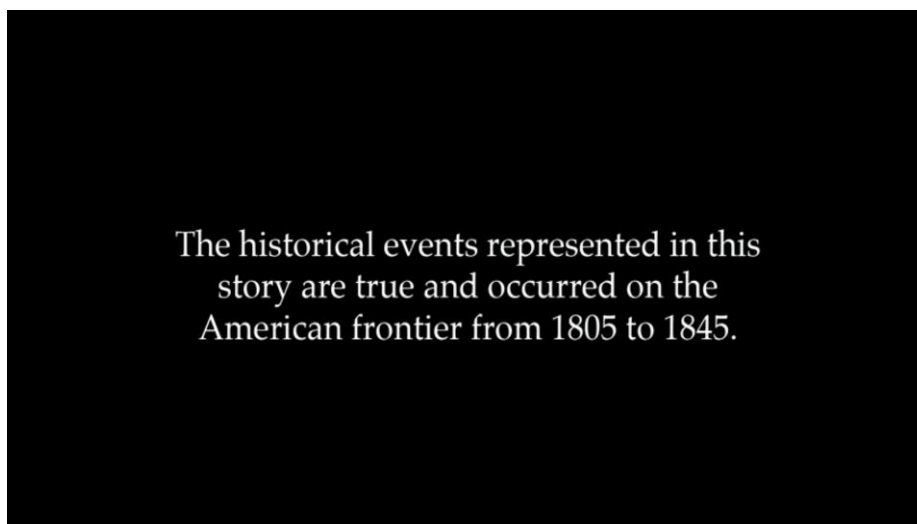 The historical events represented in this
story are true and occurred on the
American frontier from 1805 to 1845.